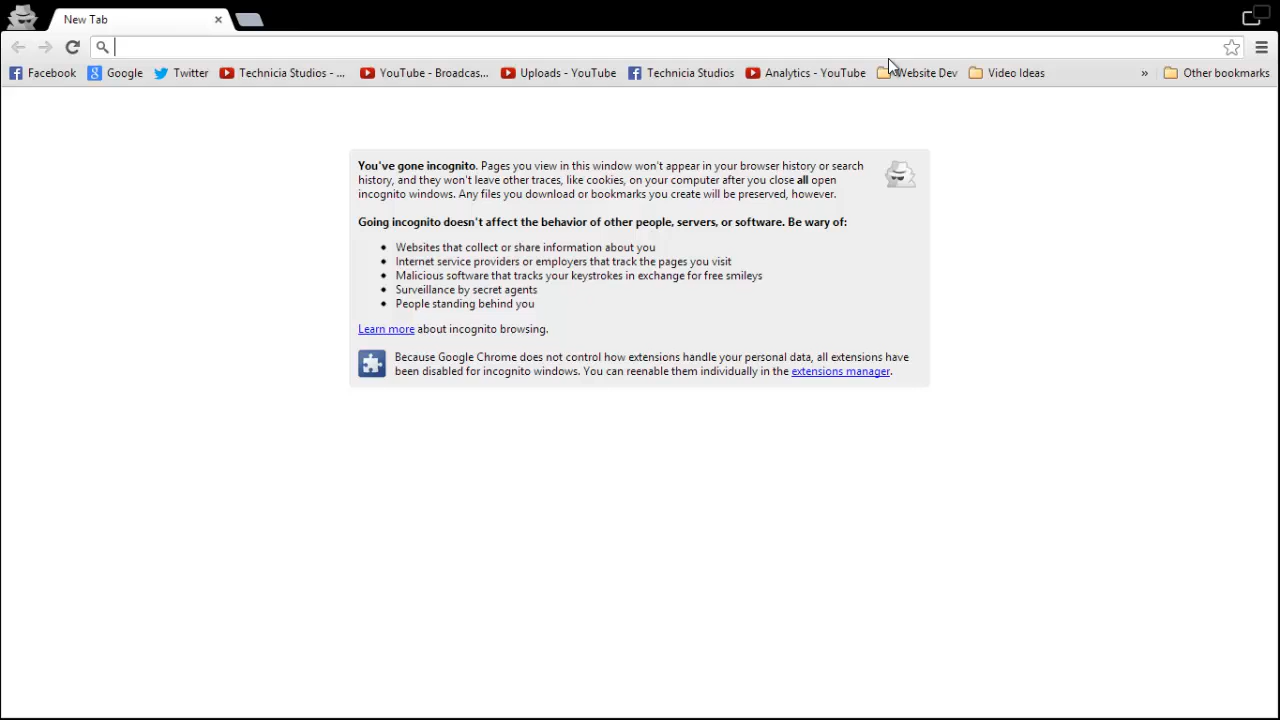 New Tab
Facebook Google Twitter Technicia Studios - ... YouTube - Broadcas... Uploads - YouTube Technicia Studios Analytics - YouTube Website Dev Video Ideas » Other bookmarks
You've gone incognito. Pages you view in this window won't appear in your browser history or search
history, and they won't leave other traces, like cookies, on your computer after you close all open
incognito windows. Any files you download or bookmarks you create will be preserved, however.
Going incognito doesn't affect the behavior of other people, servers, or software. Be wary of:
• Websites that collect or share information about you
• Internet service providers or employers that track the pages you visit
• Malicious software that tracks your keystrokes in exchange for free smileys
• Surveillance by secret agents
• People standing behind you
Learn more about incognito browsing.
Because Google Chrome does not control how extensions handle your personal data, all extensions have
been disabled for incognito windows. You can reenable them individually in the extensions manager.